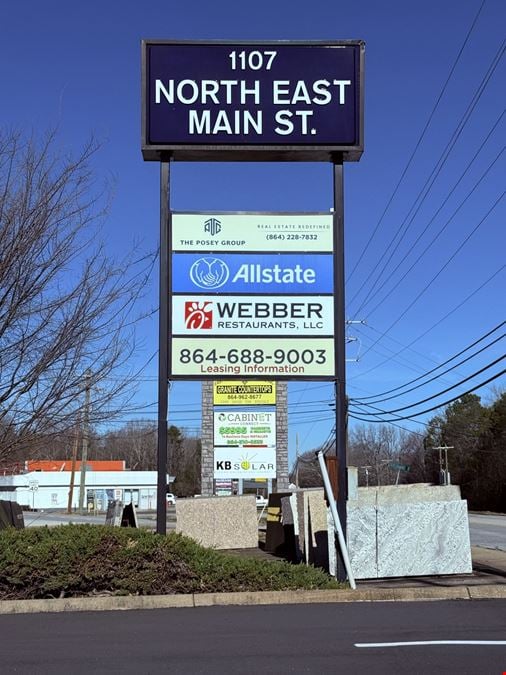 1107
NORTH EAST
MAIN ST.
THE POSEY GROUP
REAL ESTATE REDEFINED
(864) 228-7832
Allstate
WEBBER
RESTAURANTS, LLC
864-688-9003
Leasing Information
GRANITE COUNTERTOPS
864-962-8677
CABINET
KB SOLAR